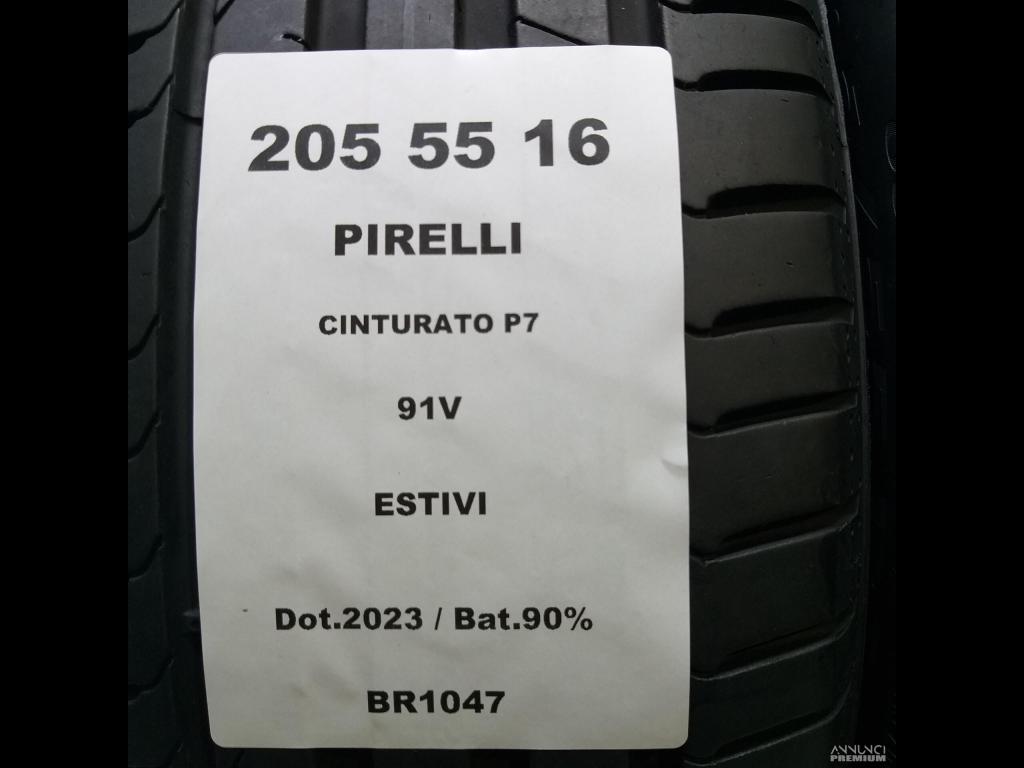 205 55 16
PIRELLI
CINTURATO P7
91V
ESTIVI
Dot.2023 / Bat.90%
BR1047
ANNUNCI
PREMIUM